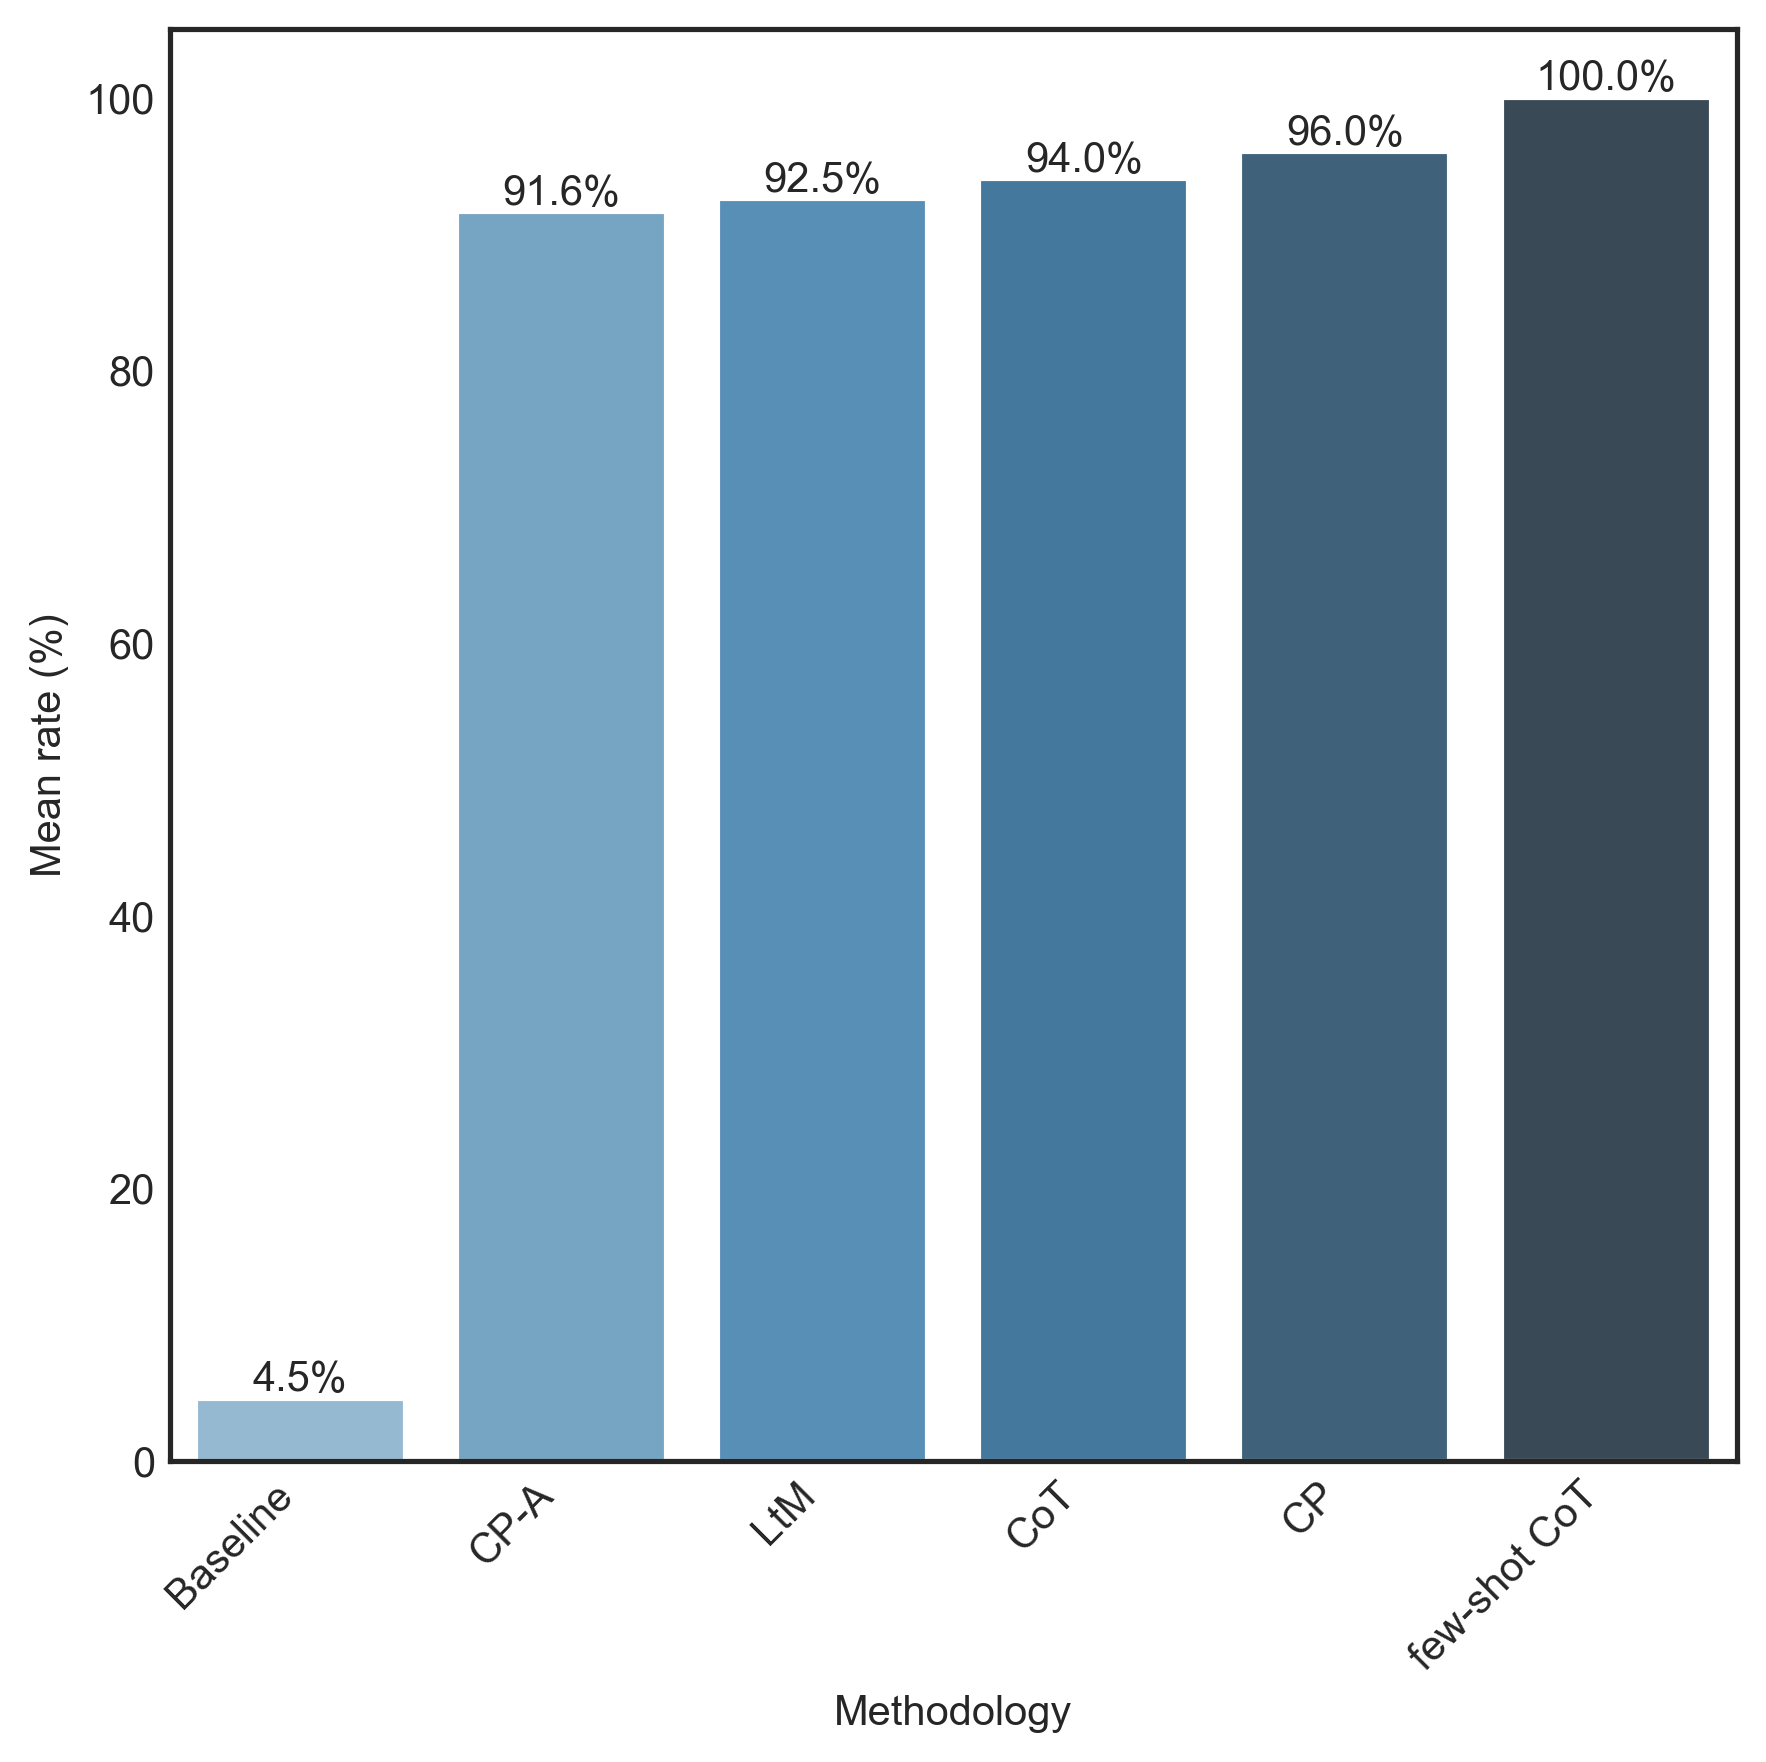 100.0%
96.0%
94.0%
92.5%
91.6%
4.5%
100
80
60
40
20
0
Mean rate (%)
Baseline
CP-A
LtM
CoT
CP
few-shot CoT
Methodology